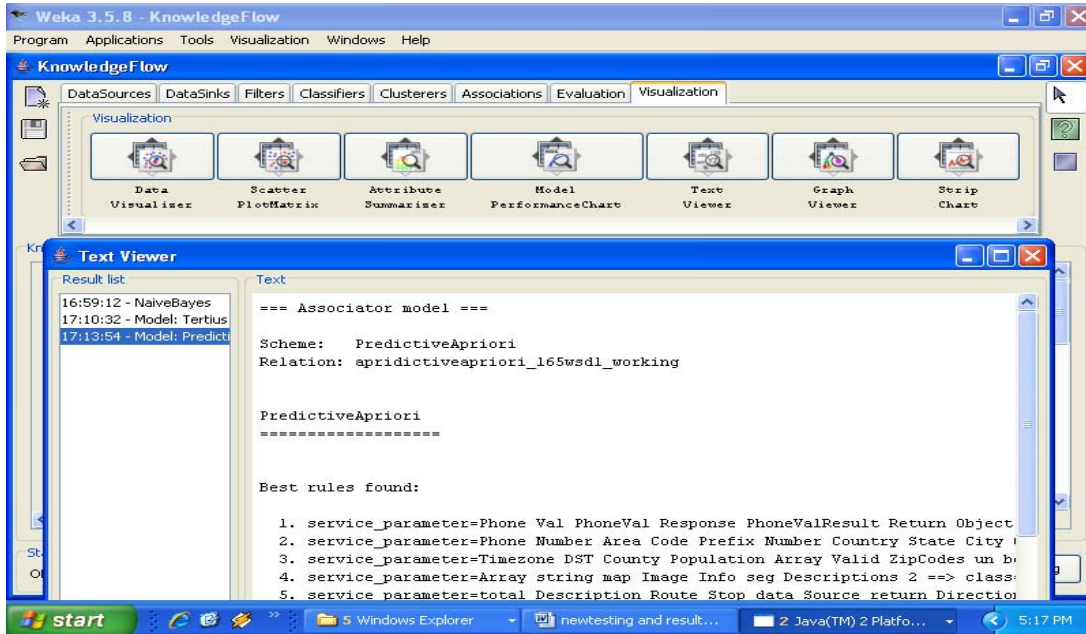 Weka 3.5.8 - KnowledgeFlow
Program Applications Tools Visualization Windows Help
KnowledgeFlow
DataSources DataSinks Filters Classifiers Clusterers Associations Evaluation Visualization
Visualization
Data Visualiser
Scatter PlotMatrix
Attribute Summariser
Model PerformanceChart
Text Viewer
Graph Viewer
Strip Chart
Text Viewer
Result list
Text
16:59:12 - NaiveBayes
17:10:32 - Model: Tertius
17:13:54 - Model: Predicti
=== Associator model ===
Scheme: PredictiveApriori
Relation: apridictiveapriori_165wsdl_working
PredictiveApriori
===================
Best rules found:
1. service_parameter=Phone Val PhoneVal Response PhoneValResult Return Object
2. service_parameter=Phone Number Area Code Prefix Number Country State City
3. service_parameter=Timezone DST County Population Array Valid ZipCodes un
4. service_parameter=Array string map Image Info seg Descriptions 2 ==> class
5. service_parameter=total Description Route Stop data Source return Direction
start
5 Windows Explorer
newtesting and result...
2 Java(TM) 2 Platfo...
5:17 PM